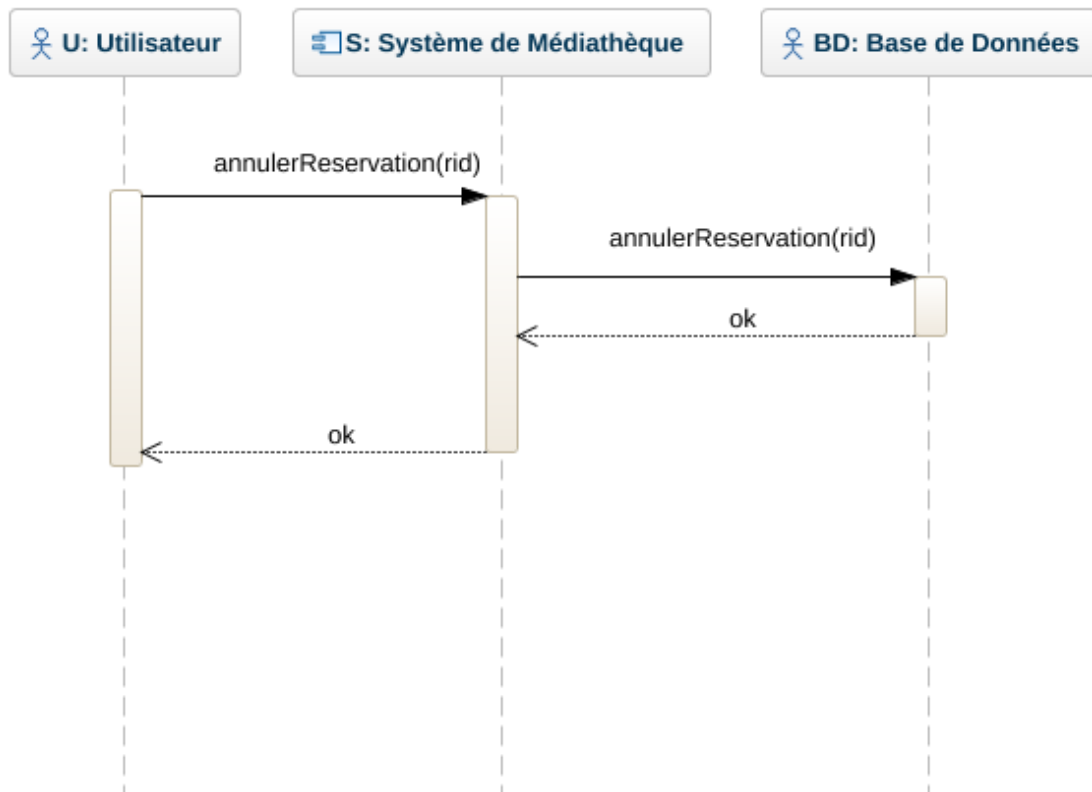 U: Utilisateur
S: Système de Médiathèque
BD: Base de Données
annulerReservation(rid)
annulerReservation(rid)
ok
ok